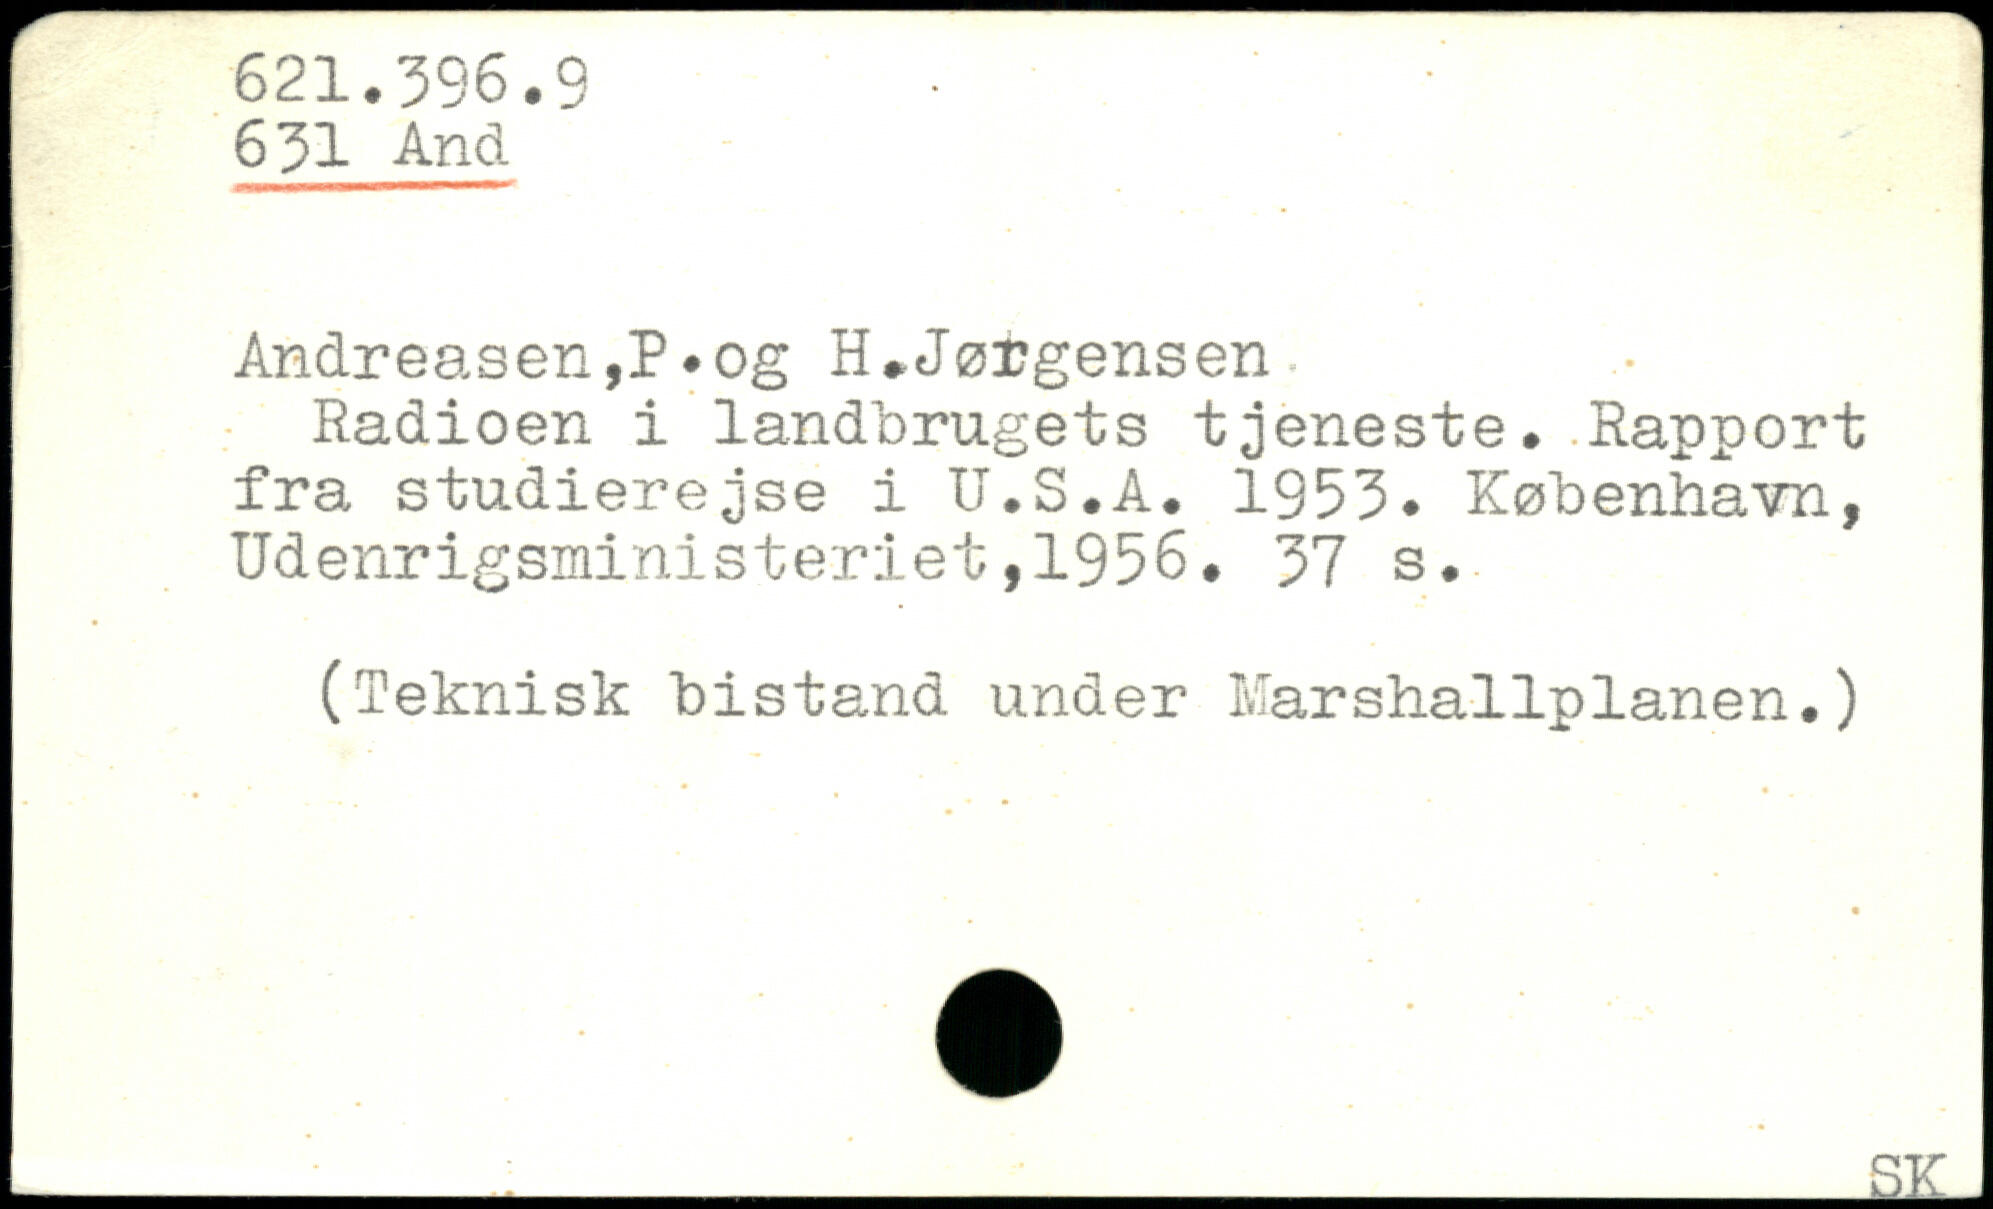 621.396.9
631 And
Andreasen,P.og H.Jørgensen
Radioen i landbrugets tjeneste. Rapport
fra studierejse i U.S.A. 1953. København,
Udenrigsministeriet,1956. 37 s.
(Teknisk bistand under Marshallplanen.)
SK